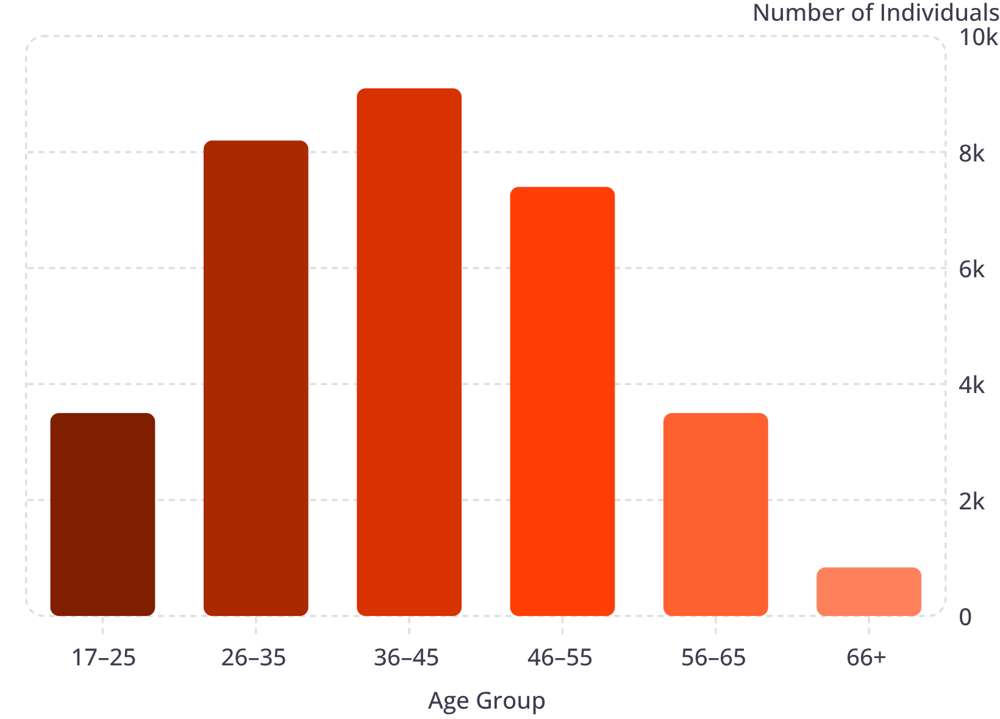 Number of Individuals
10k
8k
6k
4k
2k
0
17–25 26–35 36–45 46–55 56–65 66+
Age Group